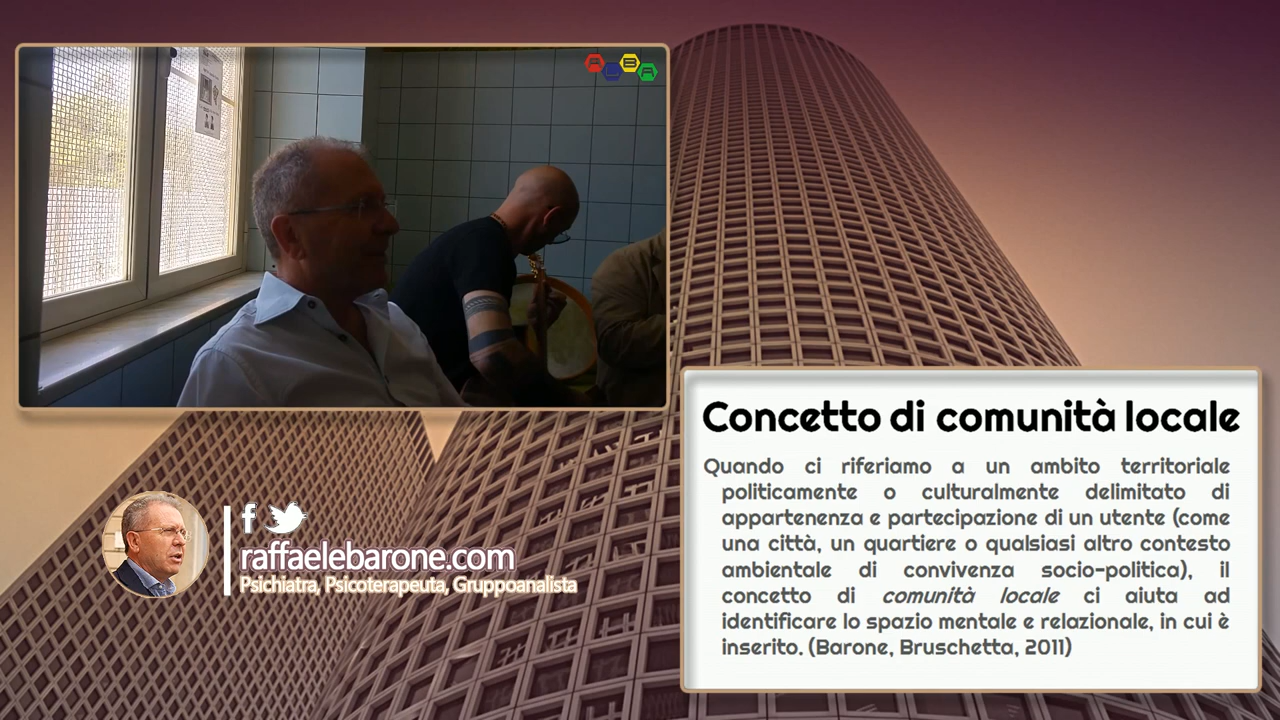 Concetto di comunità locale
Quando ci riferiamo a un ambito territoriale
politicamente o culturalmente delimitato di
appartenenza e partecipazione di un utente (come
una città, un quartiere o qualsiasi altro contesto
ambientale di convivenza socio-politica), il
concetto di comunità locale ci aiuta ad
identificare lo spazio mentale e relazionale, in cui è
inserito. (Barone, Bruschetta, 2011)
raffaelebarone.com
Psichiatra, Psicoterapeuta, Gruppoanalista